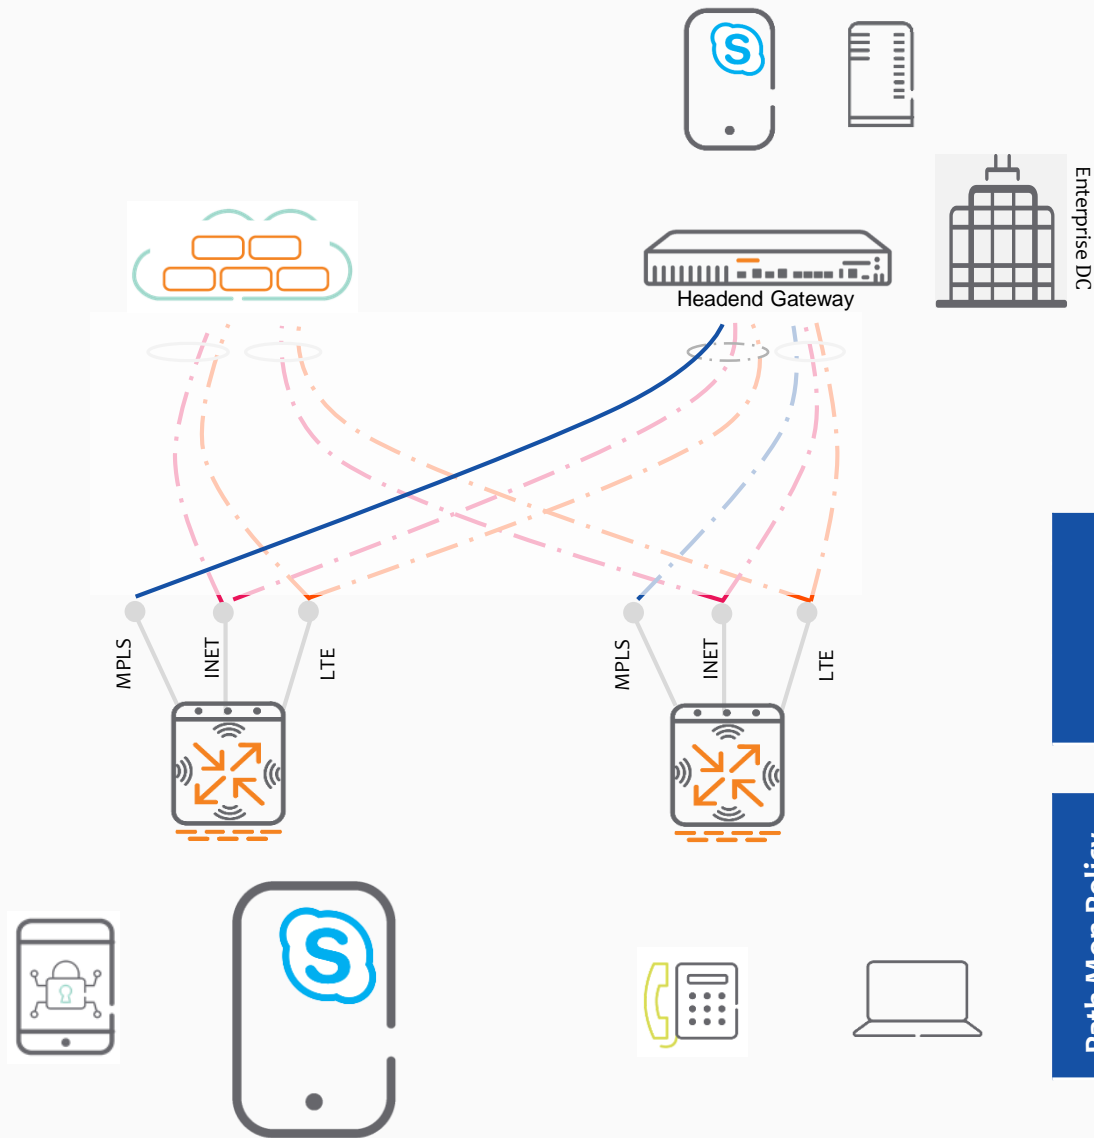 S
Enterprise DC
Headend Gateway
MPLS
INET
LTE
MPLS
INET
LTE
S